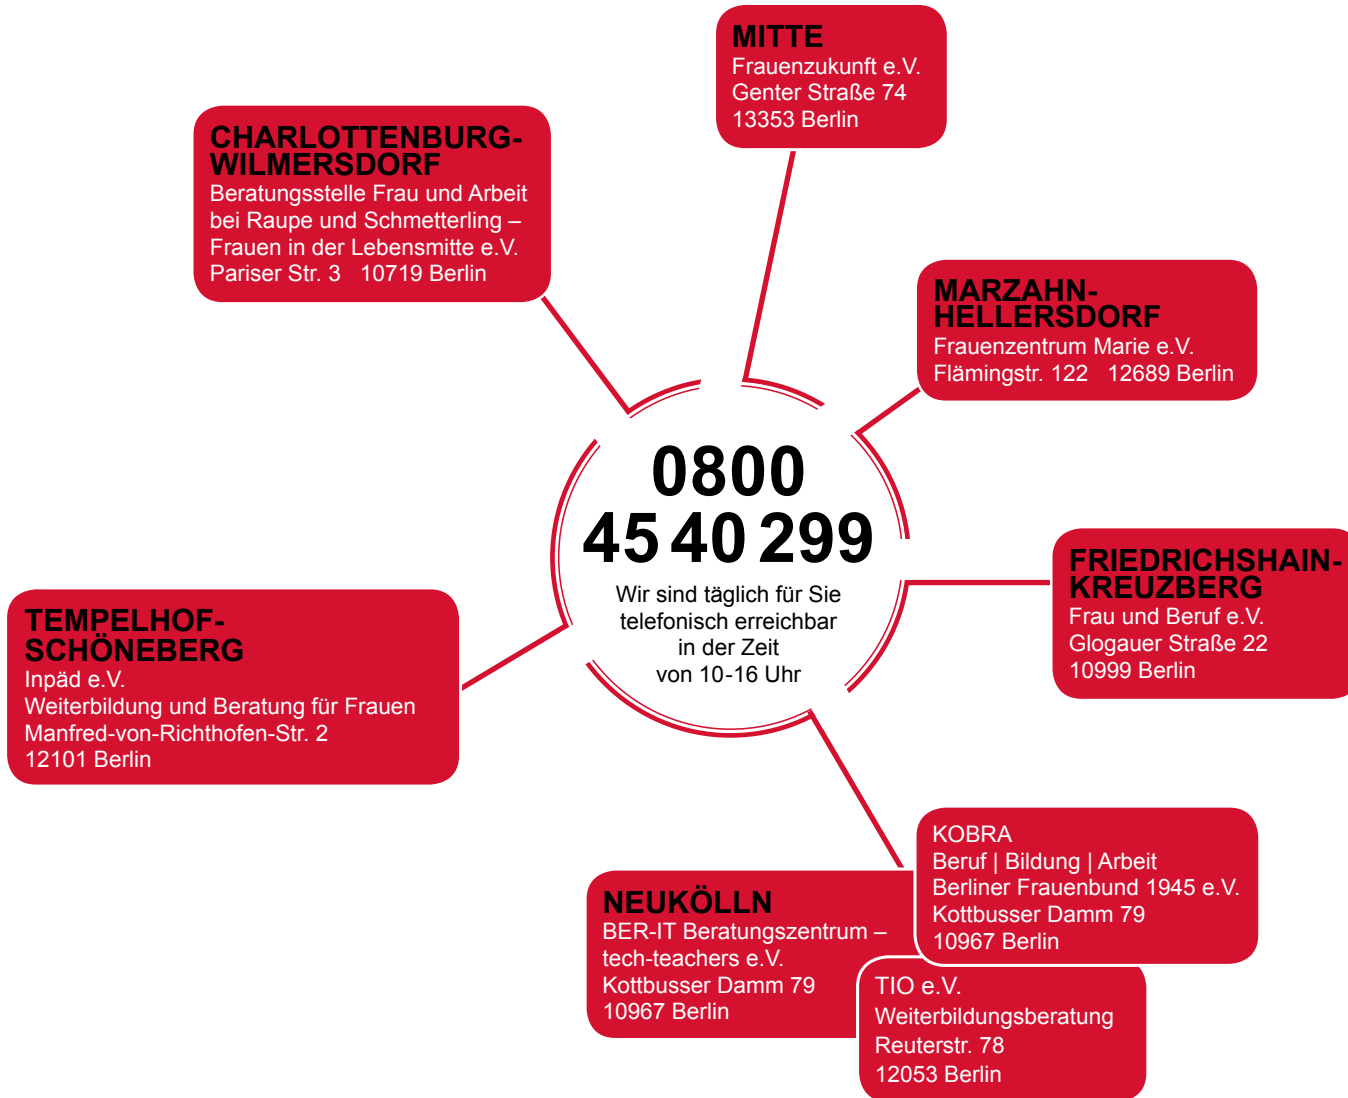 MITTE
Frauenzukunft e.V.
Genter Straße 74
13353 Berlin
CHARLOTTENBURG-
WILMERSDORF
Beratungsstelle Frau und Arbeit
bei Raupe und Schmetterling –
Frauen in der Lebensmitte e.V.
Pariser Str. 3   10719 Berlin
MARZAHN-
HELLERSDORF
Frauenzentrum Marie e.V.
Flämingstr. 122   12689 Berlin
0800
45 40 299
Wir sind täglich für Sie
telefonisch erreichbar
in der Zeit
von 10-16 Uhr
FRIEDRICHSHAIN-
KREUZBERG
Frau und Beruf e.V.
Glogauer Straße 22
10999 Berlin
TEMPELHOF-
SCHÖNEBERG
Inpäd e.V.
Weiterbildung und Beratung für Frauen
Manfred-von-Richthofen-Str. 2
12101 Berlin
NEUKÖLLN
BER-IT Beratungszentrum –
tech-teachers e.V.
Kottbusser Damm 79
10967 Berlin
KOBRA
Beruf | Bildung | Arbeit
Berliner Frauenbund 1945 e.V.
Kottbusser Damm 79
10967 Berlin
TIO e.V.
Weiterbildungsberatung
Reuterstr. 78
12053 Berlin